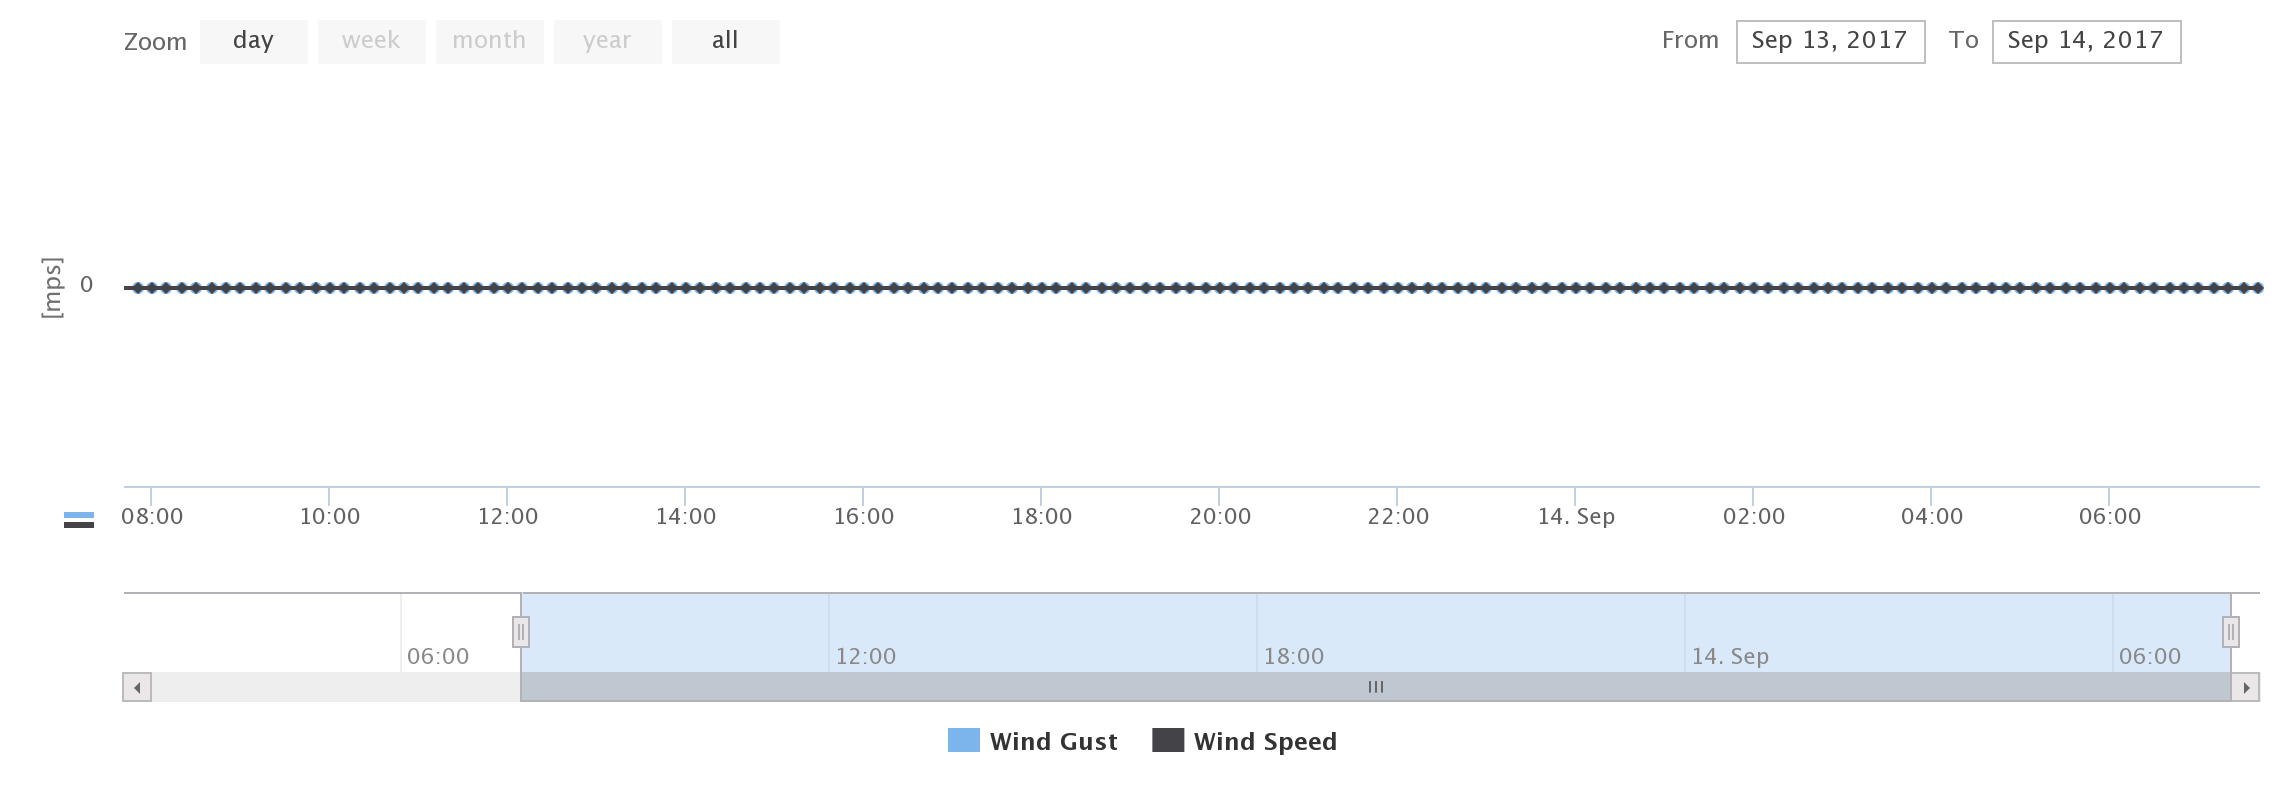 Zoom day week month year all From Sep 13, 2017 To Sep 14, 2017
[mps]
0
08:00 10:00 12:00 14:00 16:00 18:00 20:00 22:00 14. Sep 02:00 04:00 06:00
06:00 12:00 18:00 14. Sep 06:00
Wind Gust Wind Speed